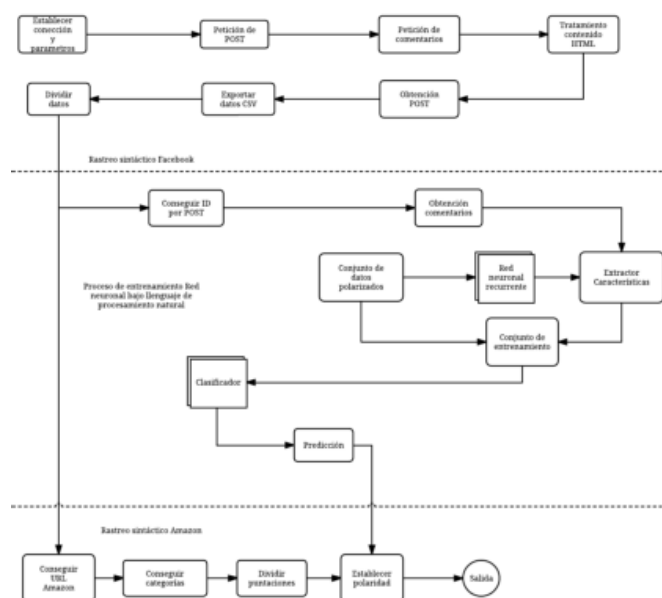 Establecer
conección
y
parametros
Petición de
POST
Petición de
comentarios
Tratamiento
contenido
HTML
Dividir
datos
Exportar
datos CSV
Obtención
POST
Rastreo sintáctico Facebook
Conseguir ID
por POST
Obtención
comentarios
Proceso de entrenamiento Red
neuronal bajo llenguaje de
procesamiento natural
Conjunto de
datos
polarizados
Red
neuronal
recurrente
Extractor
Características
Conjunto de
entrenamiento
Clasificador
Predicción
Rastreo sintáctico Amazon
Conseguir
URL
Amazon
Conseguir
categorías
Dividir
puntaciones
Establecer
polaridad
Salida